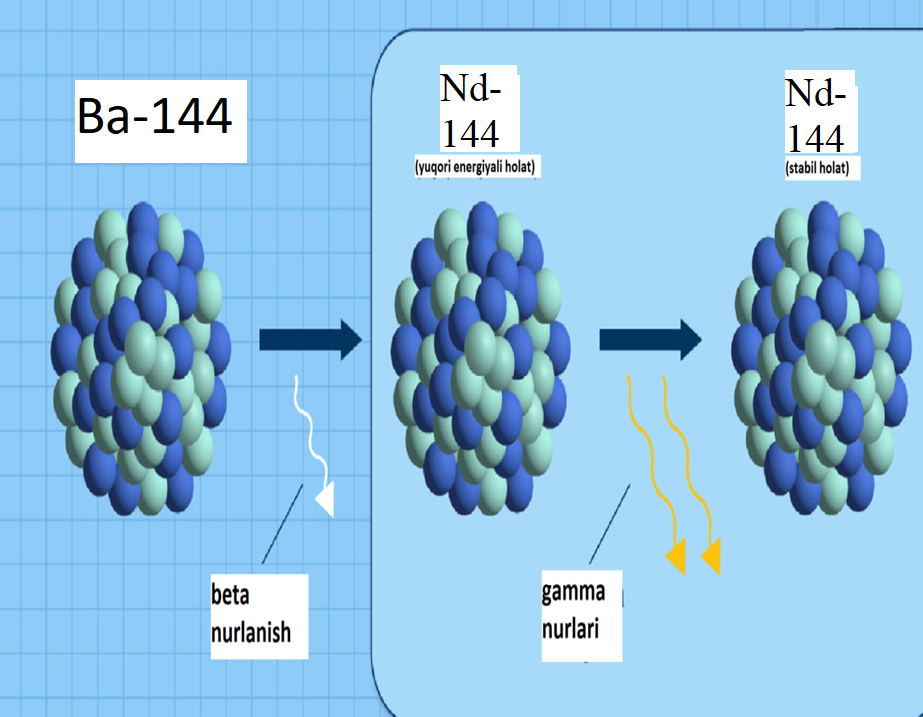 Ba-144
Nd-
144
(yuqori energiyali holat)
Nd-
144
(stabil holat)
beta
nurlanish
gamma
nurlari